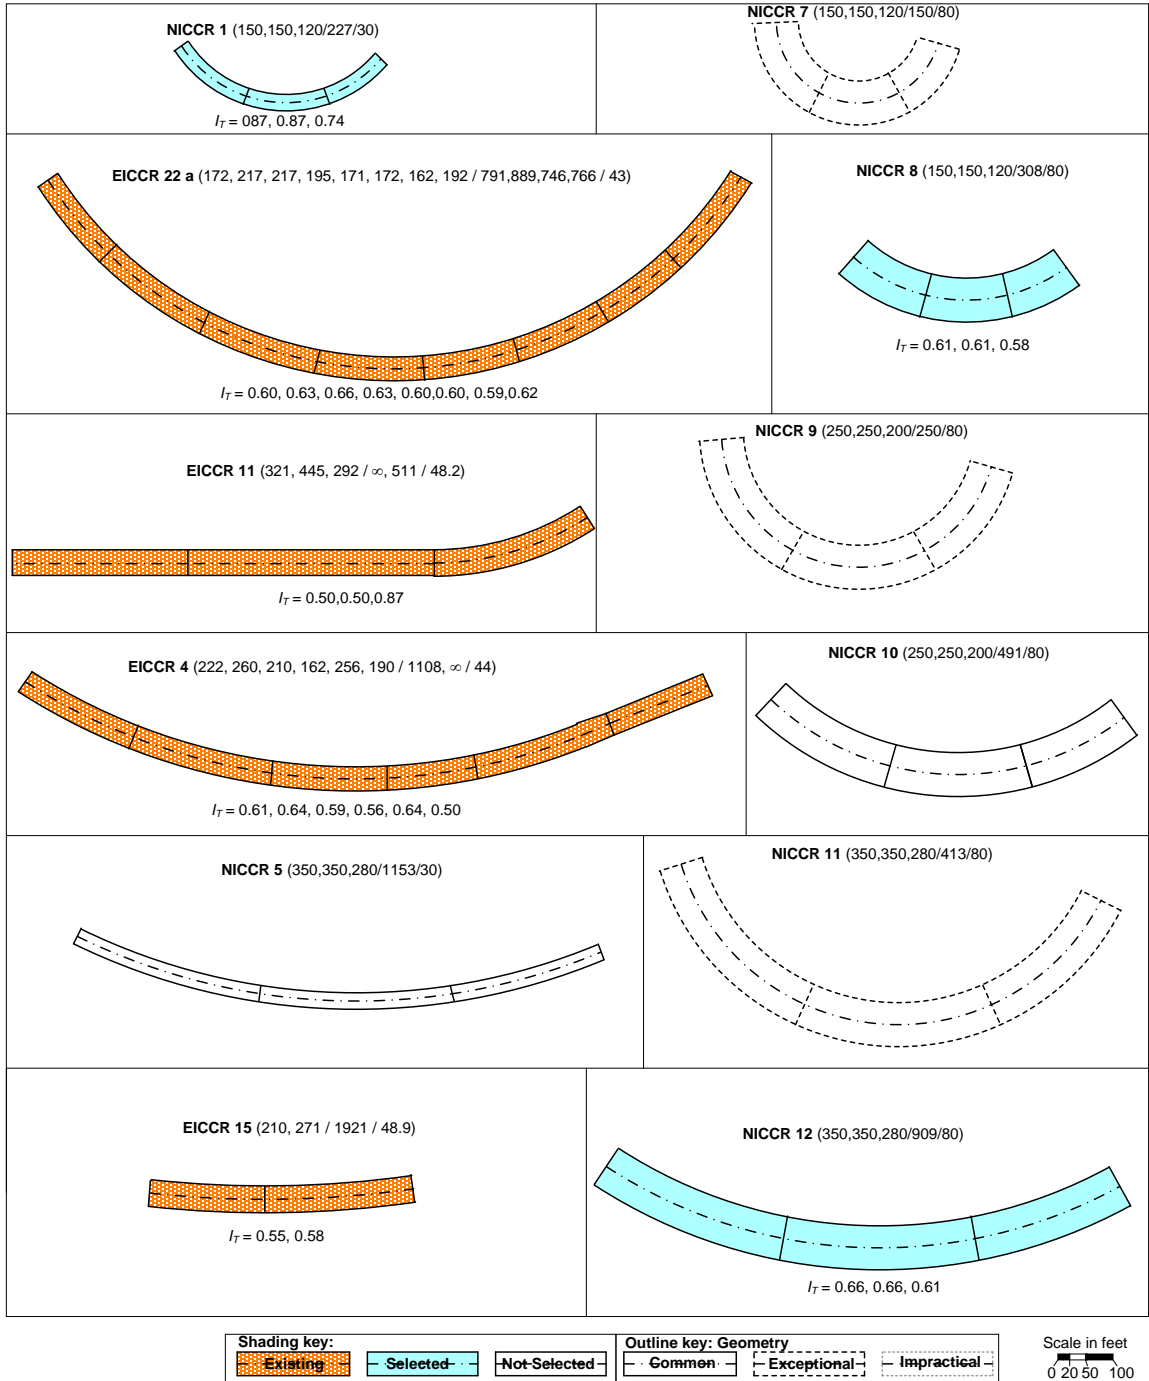 NICCR 1 (150,150,120/227/30)
I_T = 087, 0.87, 0.74
NICCR 7 (150,150,120/150/80)
EICCR 22 a (172, 217, 217, 195, 171, 172, 162, 192 / 791,889,746,766 / 43)
I_T = 0.60, 0.63, 0.66, 0.63, 0.60,0.60, 0.59,0.62
NICCR 8 (150,150,120/308/80)
I_T = 0.61, 0.61, 0.58
EICCR 11 (321, 445, 292 / ∞, 511 / 48.2)
I_T = 0.50,0.50,0.87
NICCR 9 (250,250,200/250/80)
EICCR 4 (222, 260, 210, 162, 256, 190 / 1108, ∞ / 44)
I_T = 0.61, 0.64, 0.59, 0.56, 0.64, 0.50
NICCR 10 (250,250,200/491/80)
NICCR 5 (350,350,280/1153/30)
NICCR 11 (350,350,280/413/80)
EICCR 15 (210, 271 / 1921 / 48.9)
I_T = 0.55, 0.58
NICCR 12 (350,350,280/909/80)
I_T = 0.66, 0.66, 0.61
Shading key:
Existing Selected Not Selected
Outline key: Geometry
Common Exceptional Impractical
Scale in feet
0 20 50 100